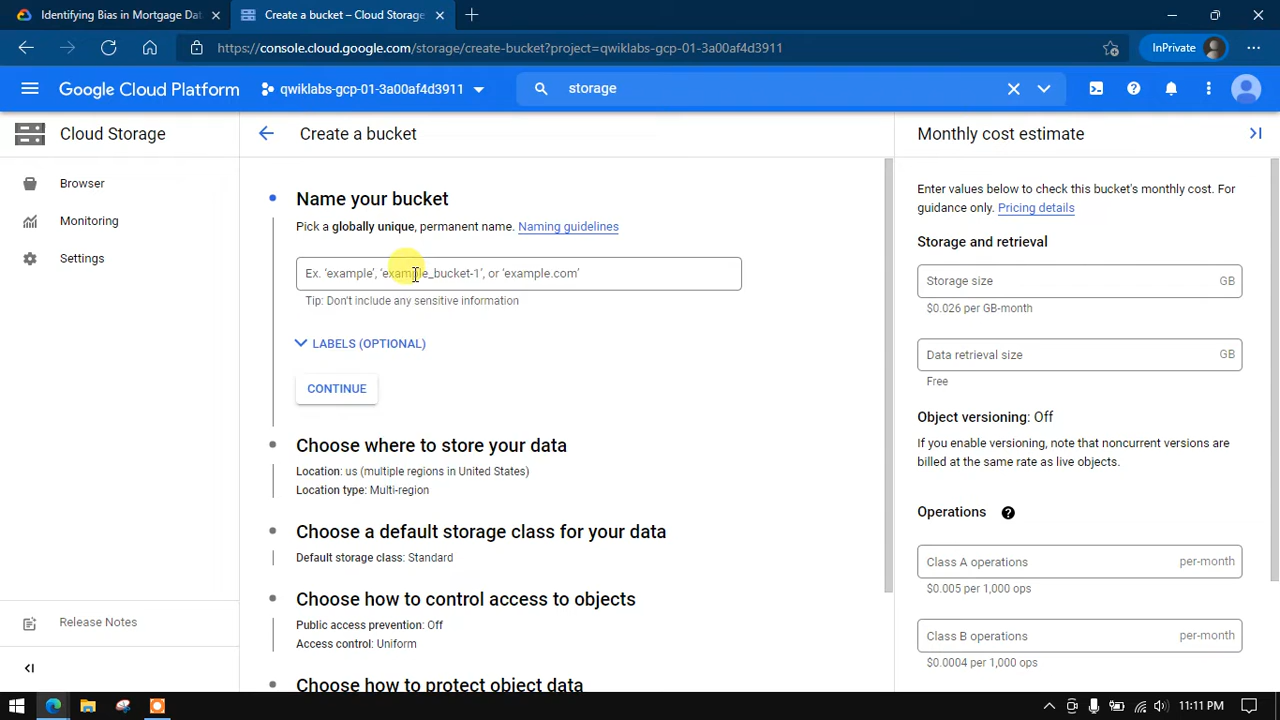 Identifying Bias in Mortgage Dat
Create a bucket – Cloud Storage
https://console.cloud.google.com/storage/create-bucket?project=qwiklabs-gcp-01-3a00af4d3911
InPrivate
Google Cloud Platform
qwiklabs-gcp-01-3a00af4d3911
storage
Cloud Storage
Browser
Monitoring
Settings
Release Notes
Create a bucket
Name your bucket
Pick a globally unique, permanent name. Naming guidelines
Ex. 'example', 'example_bucket-1', or 'example.com'
Tip: Don't include any sensitive information
LABELS (OPTIONAL)
CONTINUE
Choose where to store your data
Location: us (multiple regions in United States)
Location type: Multi-region
Choose a default storage class for your data
Default storage class: Standard
Choose how to control access to objects
Public access prevention: Off
Access control: Uniform
Choose how to protect object data
Monthly cost estimate
Enter values below to check this bucket's monthly cost. For
guidance only. Pricing details
Storage and retrieval
Storage size GB
$0.026 per GB-month
Data retrieval size GB
Free
Object versioning: Off
If you enable versioning, note that noncurrent versions are
billed at the same rate as live objects.
Operations
Class A operations per-month
$0.005 per 1,000 ops
Class B operations per-month
$0.0004 per 1,000 ops
11:11 PM